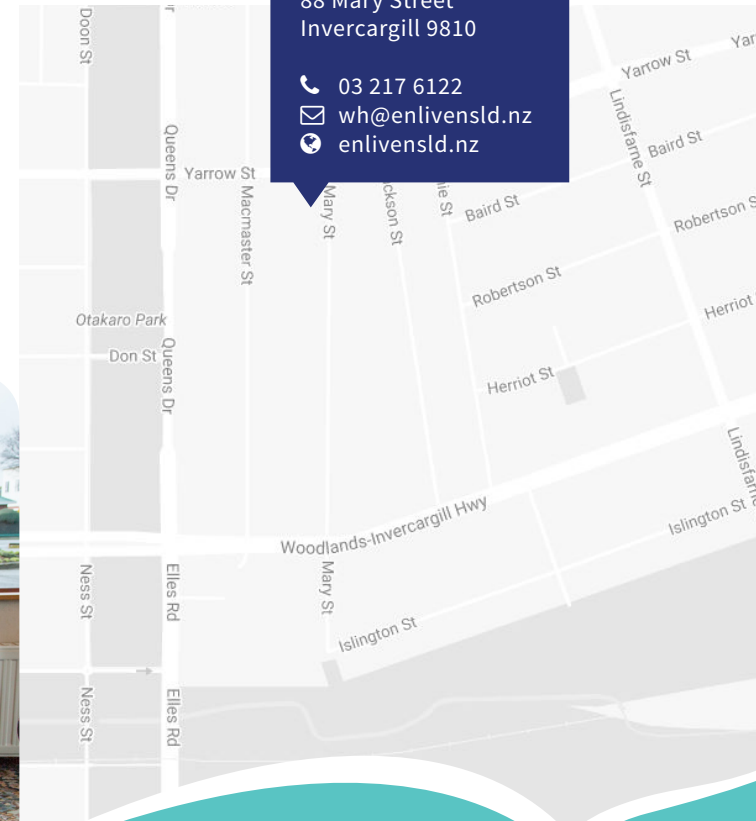 88 Mary Street
Invercargill 9810
03 217 6122
wh@enlivensld.nz
enlivensld.nz
Doon St
Queens Dr
Yarrow St
Macmaster St
Mary St
Baird St
Yarrow St
Lindisfarne St
Baird St
Robertson St
Robertson
Herriot
Otakaro Park
Don St
Queens Dr
Herriot St
Woodlands-Invercargill Hwy
Islington St
Ness St
Elles Rd
Mary St
Islington St
Ness St
Elles Rd